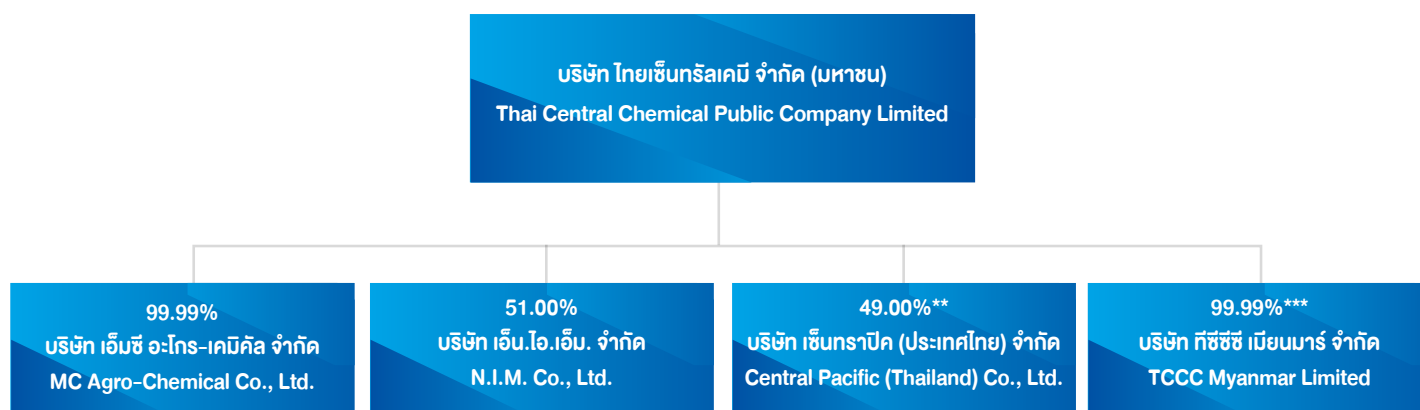 บริษัท ไทยเซ็นทรัลเคมี จำกัด (มหาชน)
Thai Central Chemical Public Company Limited
99.99%
บริษัท เอ็มซี อะโกร-เคมิคัล จำกัด
MC Agro-Chemical Co., Ltd.
51.00%
บริษัท เอ็น.ไอ.เอ็ม. จำกัด
N.I.M. Co., Ltd.
49.00%**
บริษัท เซ็นทราปิค (ประเทศไทย) จำกัด
Central Pacific (Thailand) Co., Ltd.
99.99%***
บริษัท ทีซีซีซี เมียนมาร์ จำกัด
TCCC Myanmar Limited